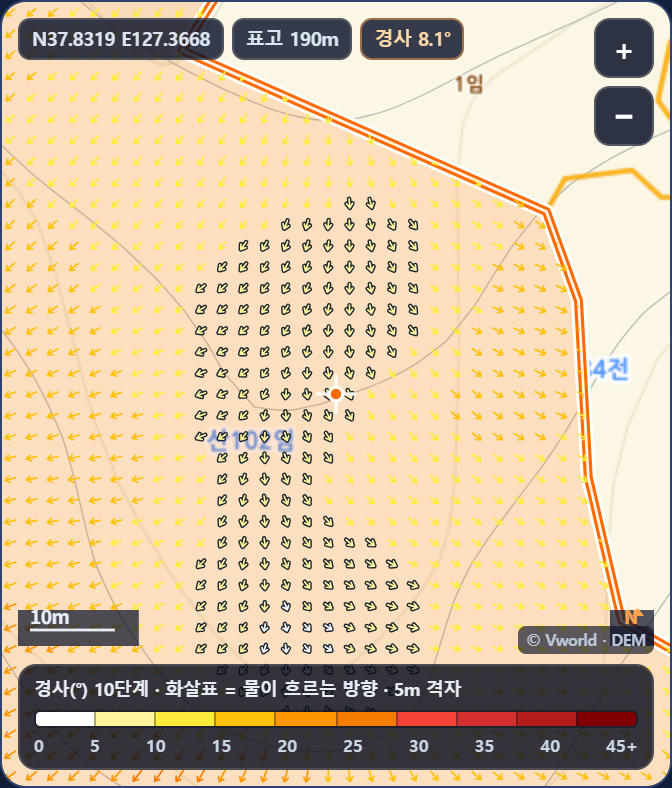 N37.8319 E127.3668
표고 190m
경사 8.1°
+
−
1임
산102임
10m
N
© Vworld · DEM
경사(°) 10단계 · 화살표 = 물이 흐르는 방향 · 5m 격자
0 5 10 15 20 25 30 35 40 45+